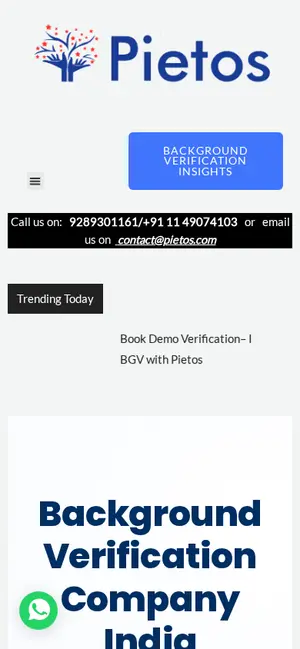 Pietos
BACKGROUND
VERIFICATION
INSIGHTS
Call us on: 9289301161/+91 11 49074103 or email
us on contact@pietos.com
Trending Today
Book Demo Verification– I
BGV with Pietos
Background
Verification
Company
India